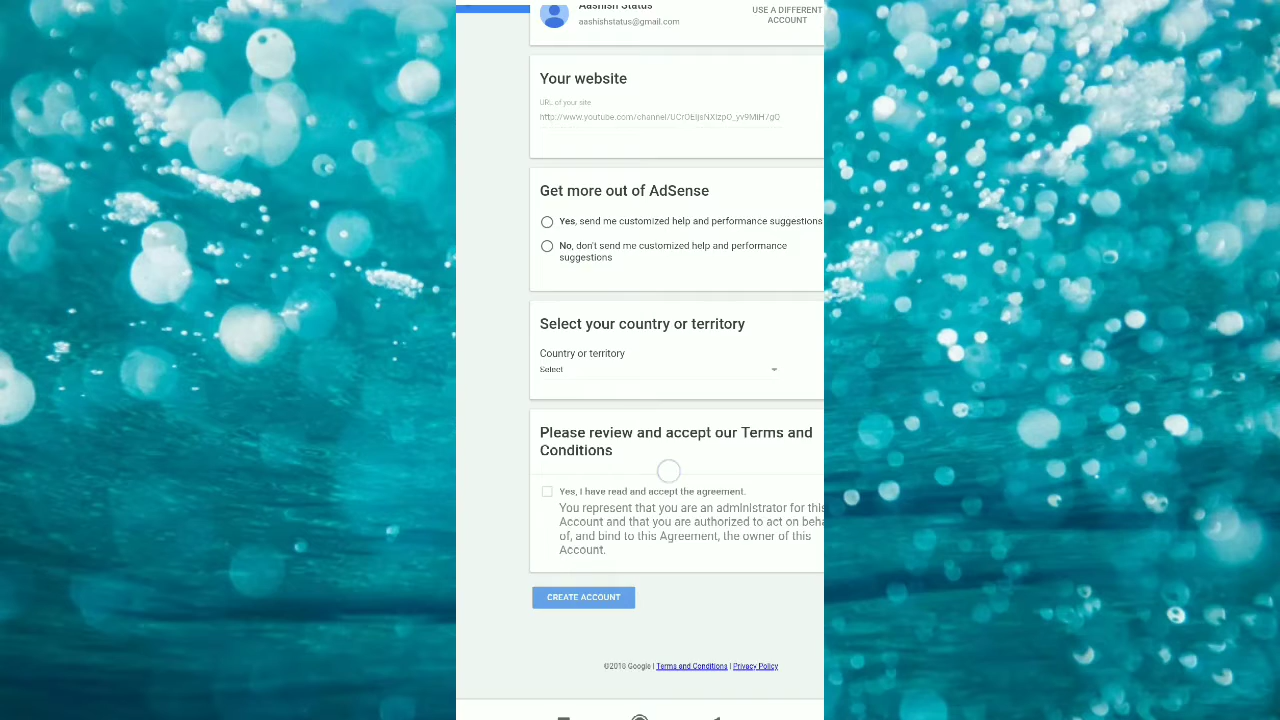 Aashish Status
aashishstatus@gmail.com
USE A DIFFERENT
ACCOUNT
Your website
URL of your site
Get more out of AdSense
Yes, send me customized help and performance suggestions
No, don't send me customized help and performance
suggestions
Select your country or territory
Country or territory
Select
Please review and accept our Terms and
Conditions
Yes, I have read and accept the agreement.
You represent that you are an administrator for this
Account and that you are authorized to act on beha
of, and bind to this Agreement, the owner of this
Account.
CREATE ACCOUNT
Google | Terms and Conditions | Privacy Policy